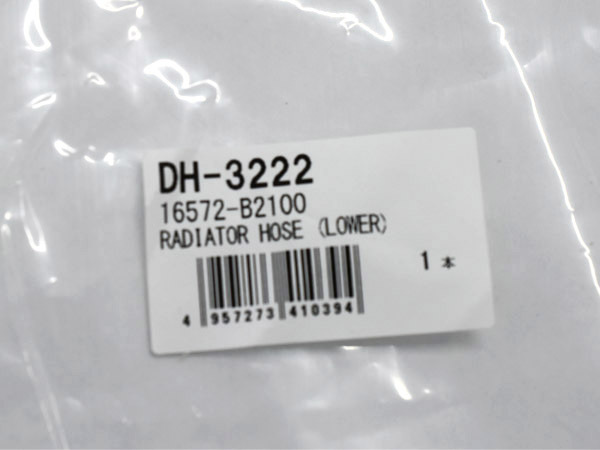 DH-3222
16572-B2100
RADIATOR HOSE (LOWER)
1 本
4 957273 410394